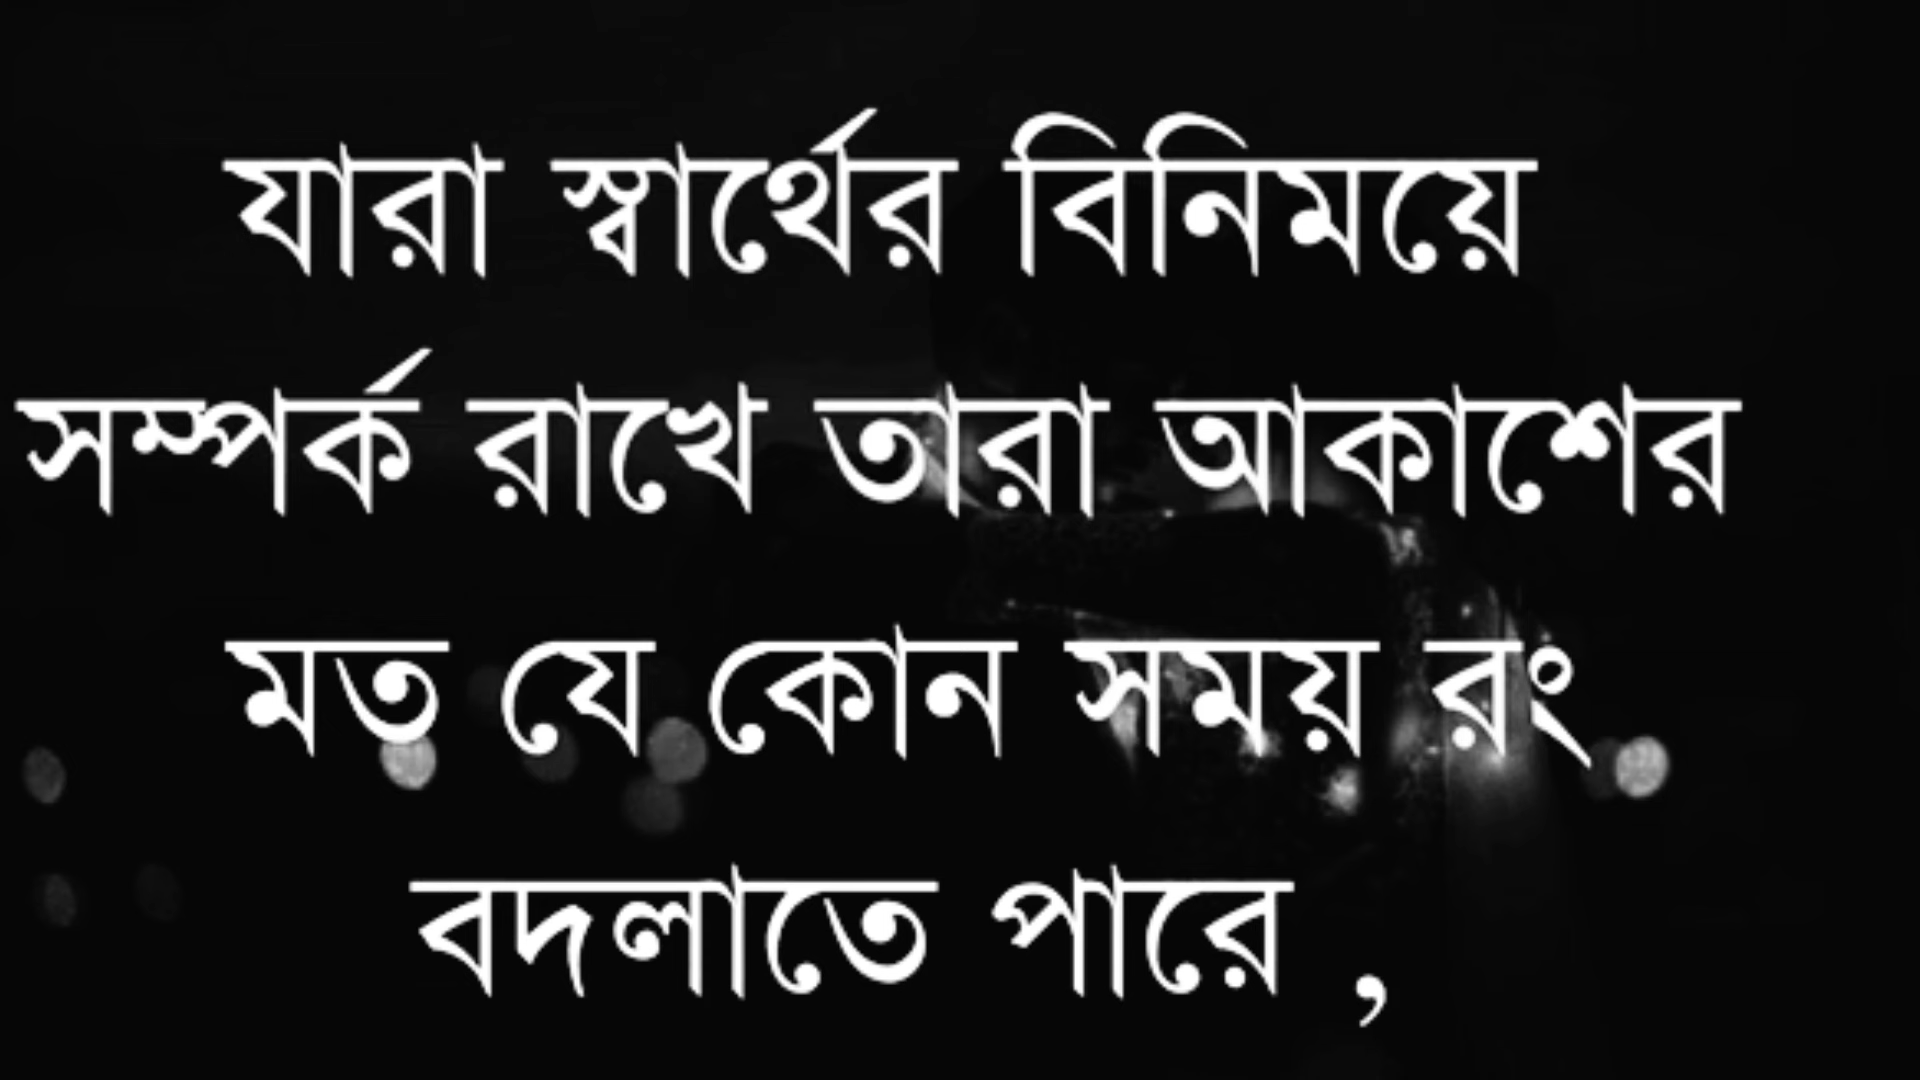 যারা স্বার্থের বিনিময়ে
সম্পর্ক রাখে তারা আকাশের
মত যে কোন সময় রং
বদলাতে পারে ,